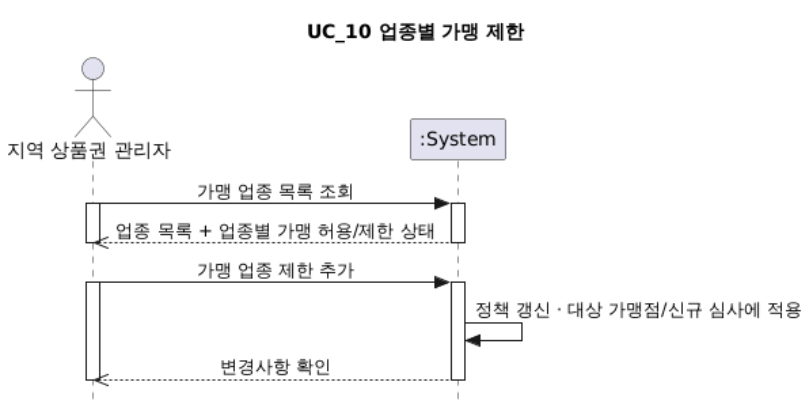 UC_10 업종별 가맹 제한
지역 상품권 관리자
:System
가맹 업종 목록 조회
업종 목록 + 업종별 가맹 허용/제한 상태
가맹 업종 제한 추가
정책 갱신 · 대상 가맹점/신규 심사에 적용
변경사항 확인